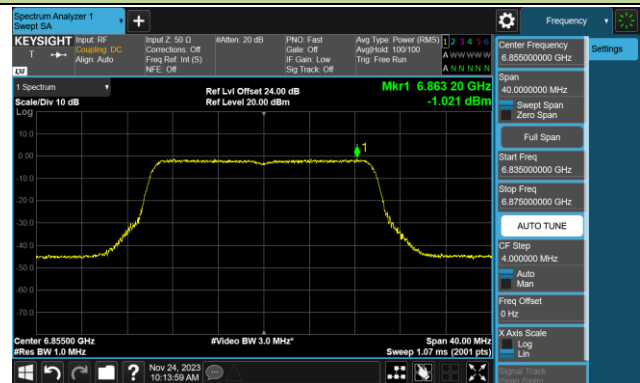 Spectrum Analyzer 1
Swept SA
Frequency
KEYSIGHT
Input: RF
Coupling: DC
Align: Auto
Input Z: 50 Ω
Corrections: Off
Freq Ref: Int (S)
NFE: Off
#Atten: 20 dB
PNO: Fast
Gate: Off
IF Gain: Low
Sig Track: Off
Avg Type: Power (RMS)
Avg|Hold: 100/100
Trig: Free Run
1 2 3 4 5 6
A W W W W W
A N N N N N
LXI
1 Spectrum
Scale/Div 10 dB
Log
Ref Lvl Offset 24.00 dB
Ref Level 20.00 dBm
Mkr1 6.863 20 GHz
-1.021 dBm
10.0
0.00
-10.0
-20.0
-30.0
-40.0
-50.0
-60.0
-70.0
1
Center 6.85500 GHz
#Res BW 1.0 MHz
#Video BW 3.0 MHz*
Span 40.00 MHz
Sweep 1.07 ms (2001 pts)
Nov 24, 2023
10:13:59 AM
Center Frequency
6.855000000 GHz
Settings
Span
40.0000000 MHz
Swept Span
Zero Span
Full Span
Start Freq
6.835000000 GHz
Stop Freq
6.875000000 GHz
AUTO TUNE
CF Step
4.000000 MHz
Auto
Man
Freq Offset
0 Hz
X Axis Scale
Log
Lin
Signal Track